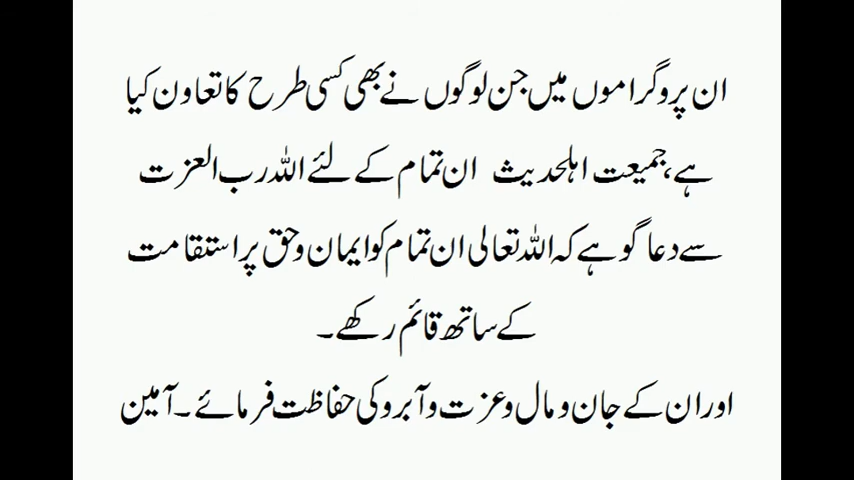 ان پروگراموں میں جن لوگوں نے بھی کسی طرح کا تعاون کیا
ہے، جمیعت اہلحدیث ان تمام کے لئے اللہ رب العزت
سے دعا گو ہے کہ اللہ تعالی ان تمام کو ایمان و حق پر استقامت
کے ساتھ قائم رکھے۔
اور ان کے جان و مال و عزت و آبرو کی حفاظت فرمائے۔ آمین